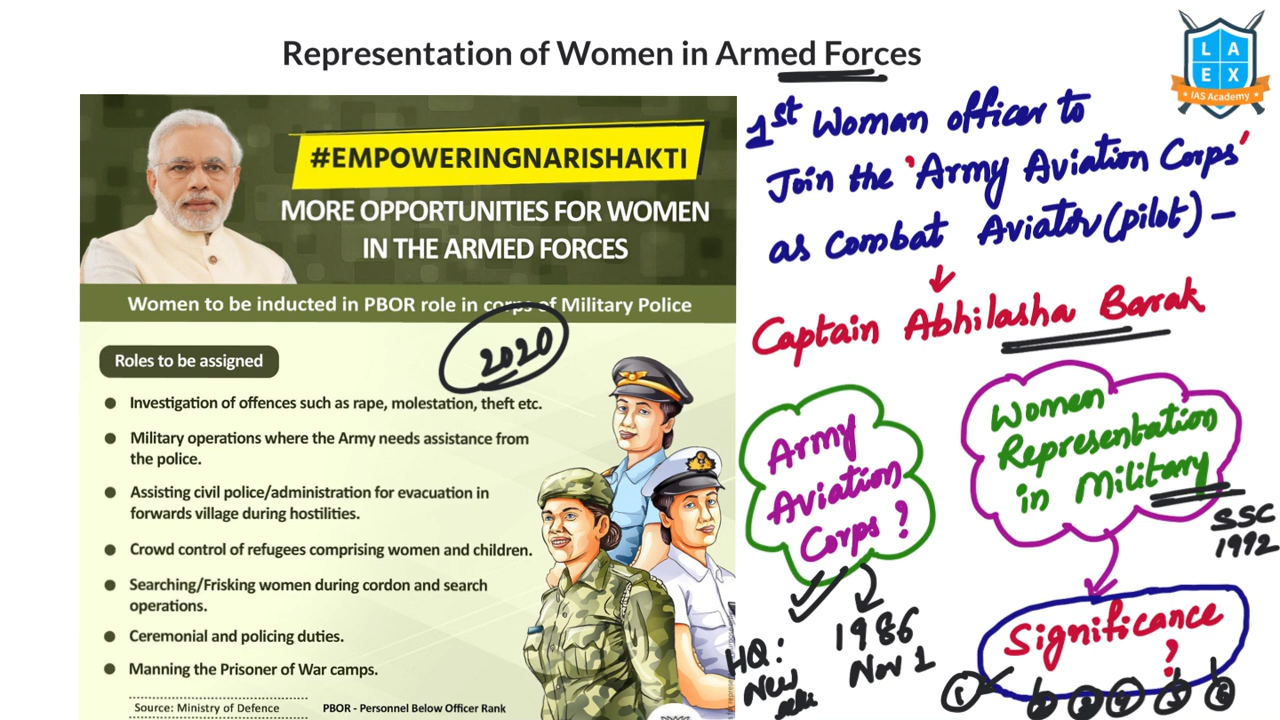 Representation of Women in Armed Forces
LA
EX
IAS Academy
#EMPOWERINGNARISHAKTI
MORE OPPORTUNITIES FOR WOMEN
IN THE ARMED FORCES
Women to be inducted in PBOR role in corps of Military Police
2020
Roles to be assigned
Investigation of offences such as rape, molestation, theft etc.
Military operations where the Army needs assistance from
the police.
Assisting civil police/administration for evacuation in
forwards village during hostilities.
Crowd control of refugees comprising women and children.
Searching/Frisking women during cordon and search
operations.
Ceremonial and policing duties.
Manning the Prisoner of War camps.
Source: Ministry of Defence
PBOR - Personnel Below Officer Rank
1st Woman officer to
Join the 'Army Aviation Corps'
as Combat Aviator (pilot) –
Captain Abhilasha Barak
Army
Aviation
Corps ?
HQ:
New
1986
Nov 1
Women
Representation
in Military
SSC
1992
Significance
?
1